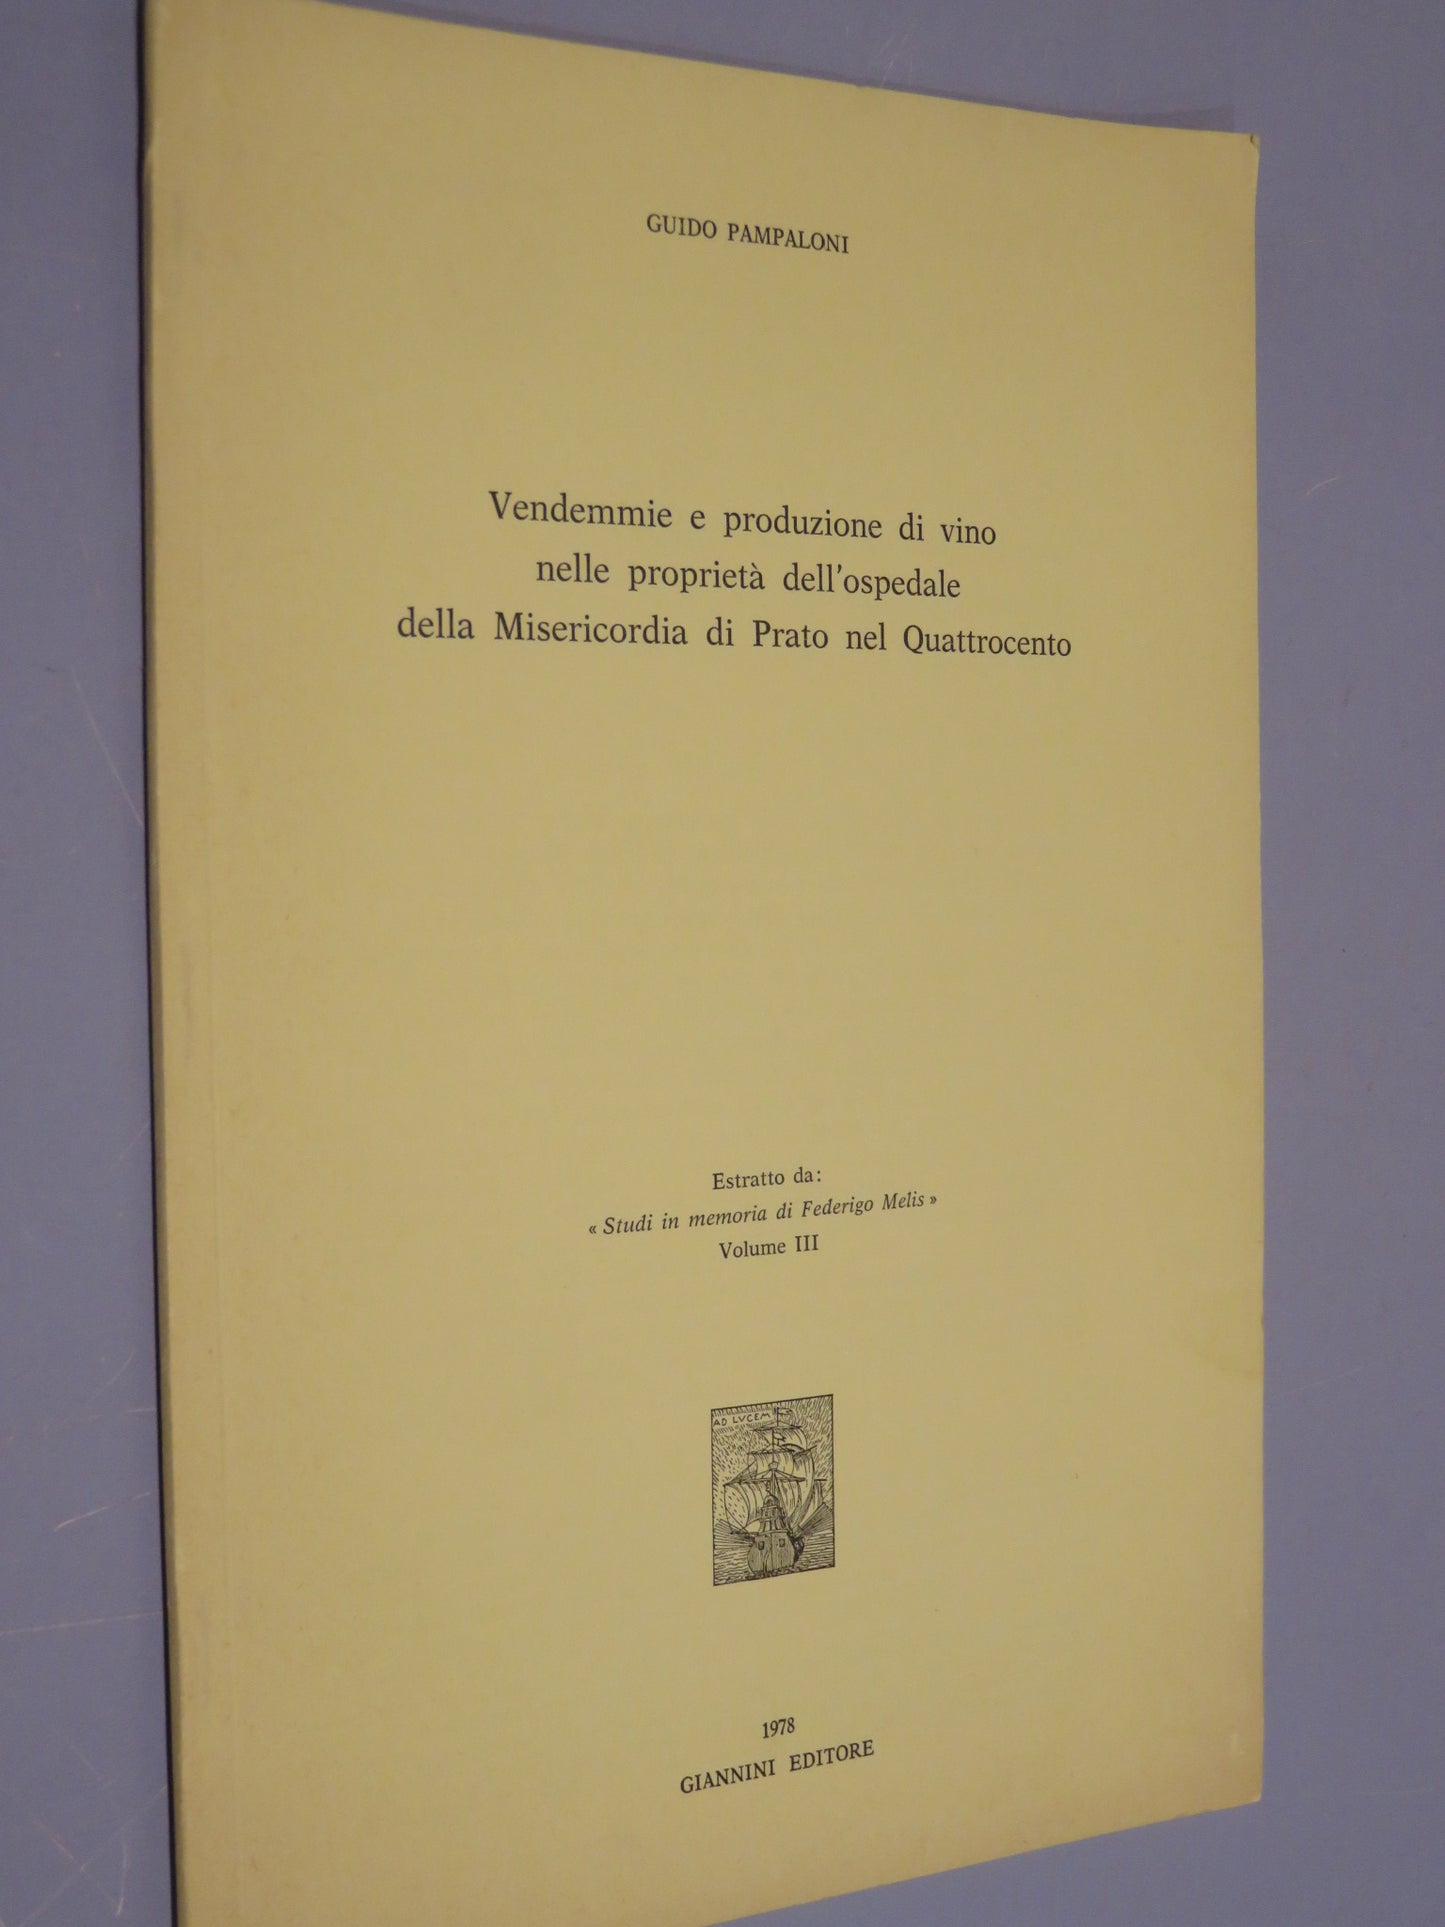 GUIDO PAMPALONI
Vendemmie e produzione di vino
nelle proprietà dell'ospedale
della Misericordia di Prato nel Quattrocento
Estratto da:
« Studi in memoria di Federigo Melis »
Volume III
AD LVCEM
1978
GIANNINI EDITORE